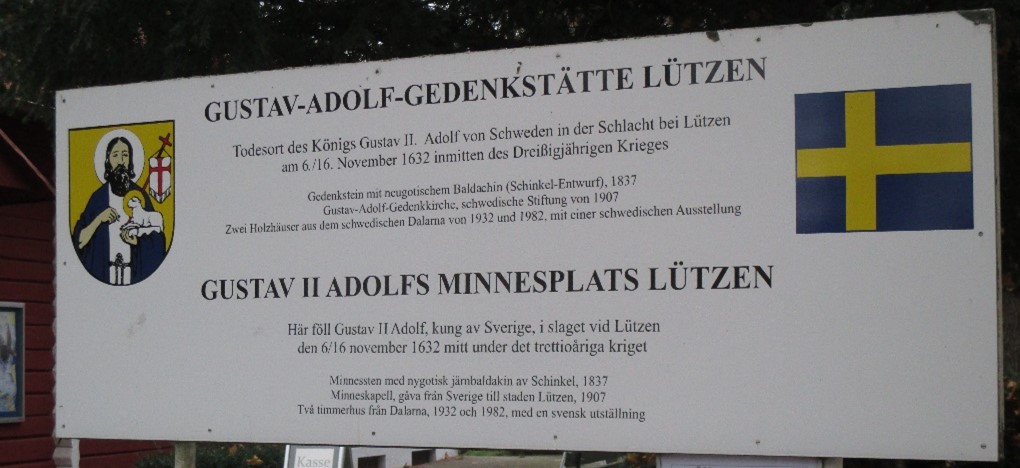 GUSTAV-ADOLF-GEDENKSTÄTTE LÜTZEN
Todesort des Königs Gustav II. Adolf von Schweden in der Schlacht bei Lützen
am 6./16. November 1632 inmitten des Dreißigjährigen Krieges
Gedenkstein mit neugotischem Baldachin (Schinkel-Entwurf), 1837
Gustav-Adolf-Gedenkkirche, schwedische Stiftung von 1907
Zwei Holzhäuser aus dem schwedischen Dalarna von 1932 und 1982, mit einer schwedischen Ausstellung
GUSTAV II ADOLFS MINNESPLATS LÜTZEN
Här föll Gustav II Adolf, kung av Sverige, i slaget vid Lützen
den 6/16 november 1632 mitt under det trettioåriga kriget
Minnessten med nygotisk järnbaldakin av Schinkel, 1837
Minneskapell, gåva från Sverige till staden Lützen, 1907
Två timmerhus från Dalarna, 1932 och 1982, med en svensk utställning
Kasse